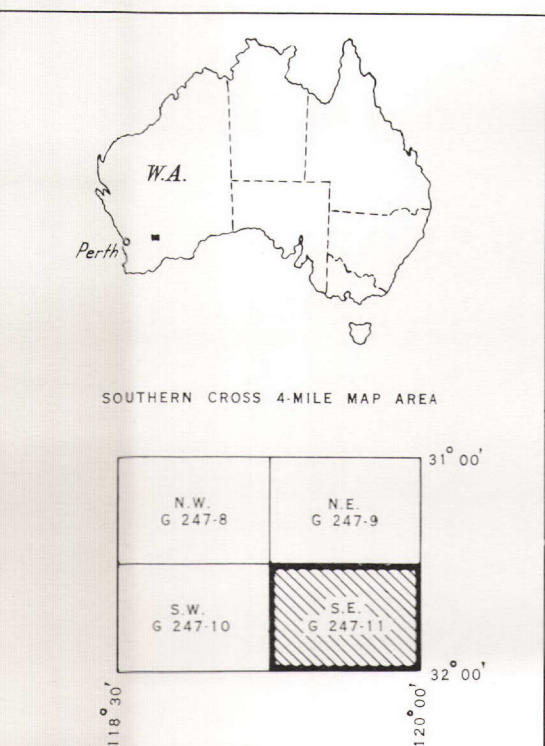 W.A.
Perth
SOUTHERN CROSS 4-MILE MAP AREA
31° 00'
N.W.
G 247-8
N.E.
G 247-9
S.W.
G 247-10
S.E.
G 247-11
32° 00'
118° 30'
120° 00'